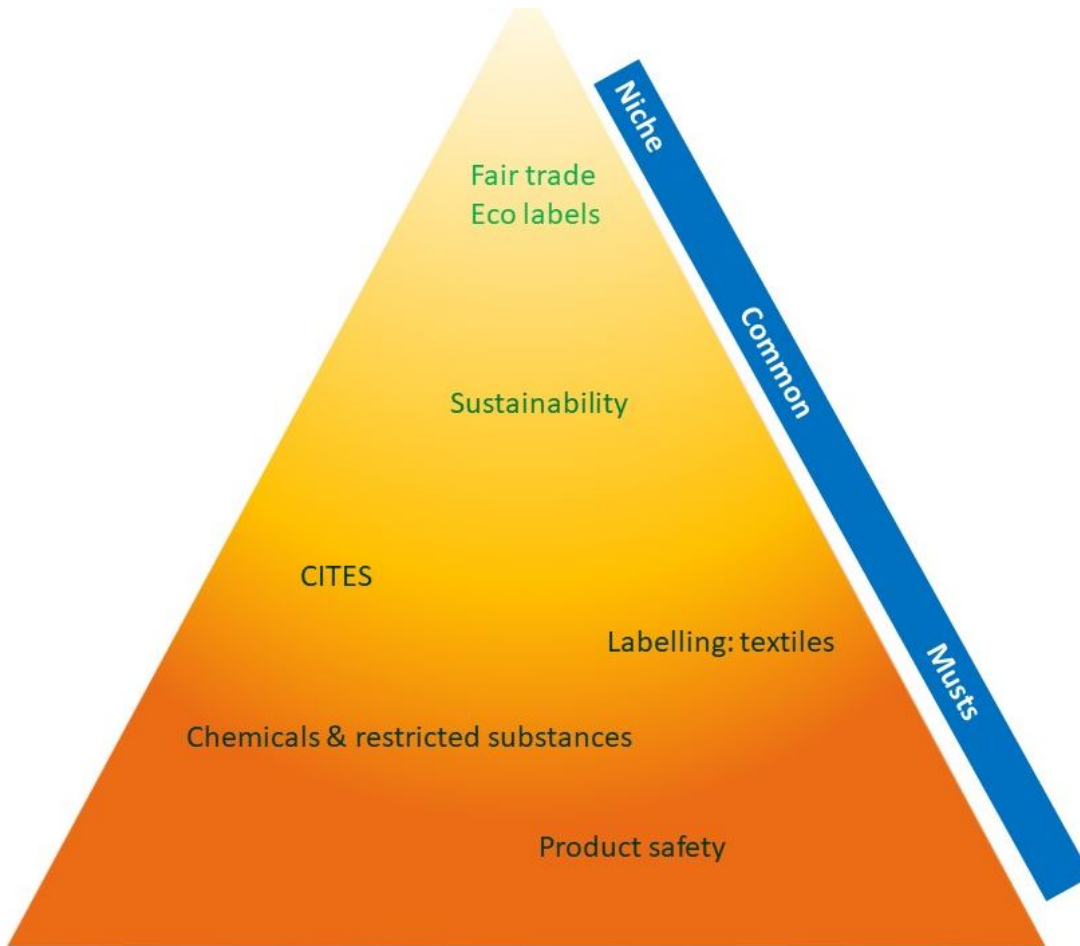 Niche
Fair trade
Eco labels
Common
Sustainability
CITES
Labelling: textiles
Musts
Chemicals & restricted substances
Product safety